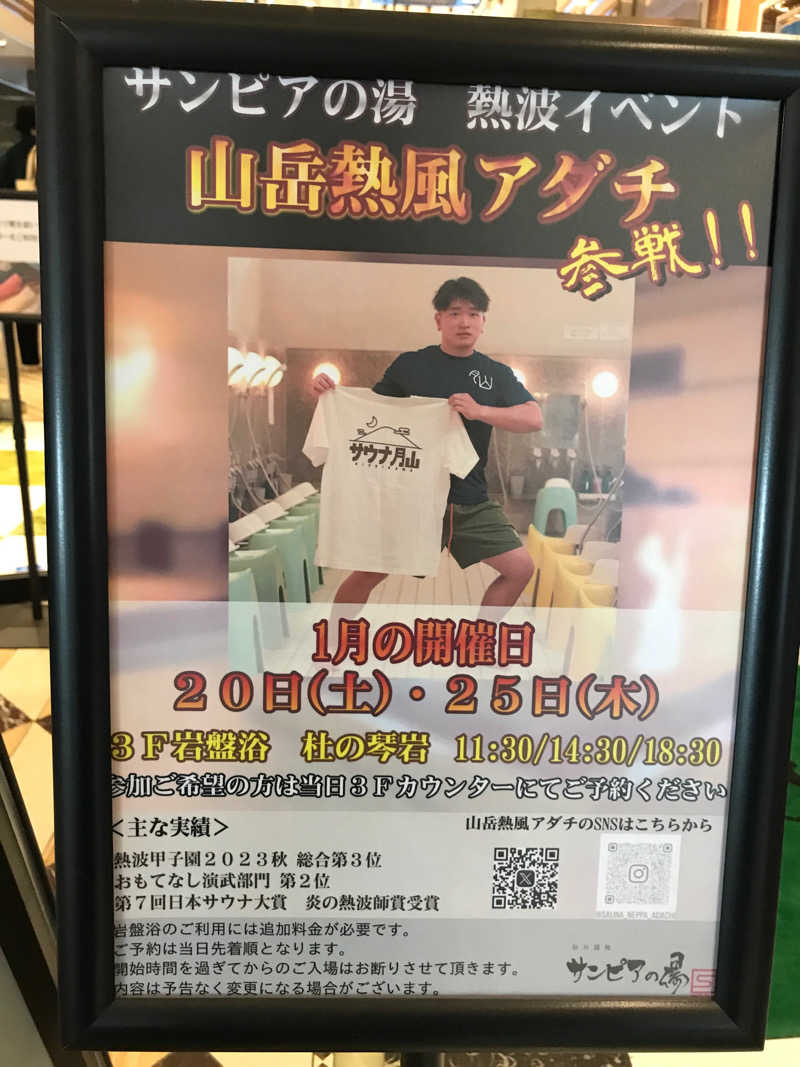 サンピアの湯　熱波イベント
山岳熱風アダチ
参戦!!
サウナ月山
1月の開催日
20日(土)・25日(木)
3F岩盤浴　杜の琴岩　11:30/14:30/18:30
参加ご希望の方は当日3Fカウンターにてご予約ください
＜主な実績＞
山岳熱風アダチのSNSはこちらから
熱波甲子園2023秋 総合第3位
おもてなし演武部門 第2位
第7回日本サウナ大賞　炎の熱波師賞受賞
@SAUNA_NEPPA_ADACHI
岩盤浴のご利用には追加料金が必要です。
ご予約は当日先着順となります。
開始時間を過ぎてからのご入場はお断りさせて頂きます。
内容は予告なく変更になる場合がございます。
サンピアの湯